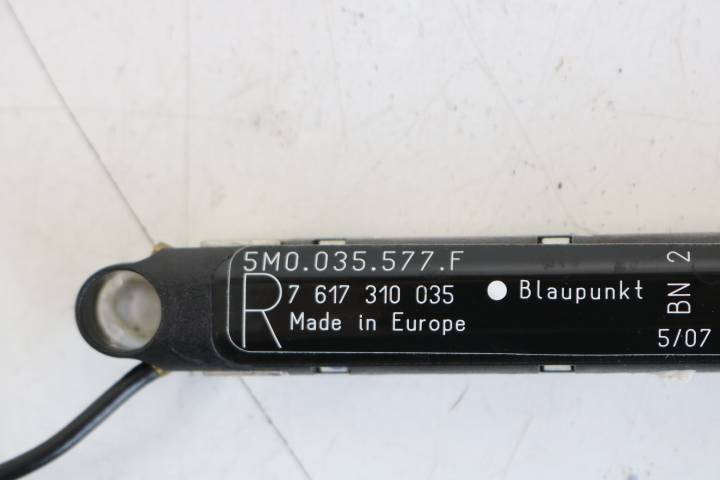 5M0.035.577.F
R 7 617 310 035 Blaupunkt
Made in Europe
BN 2
5/07